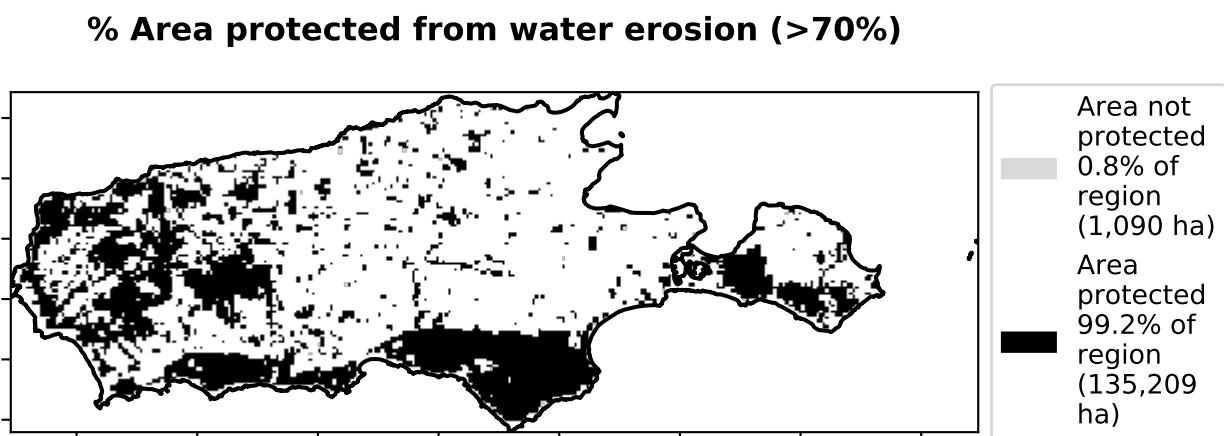 % Area protected from water erosion (>70%)
Area not
protected
0.8% of
region
(1,090 ha)
Area
protected
99.2% of
region
(135,209
ha)